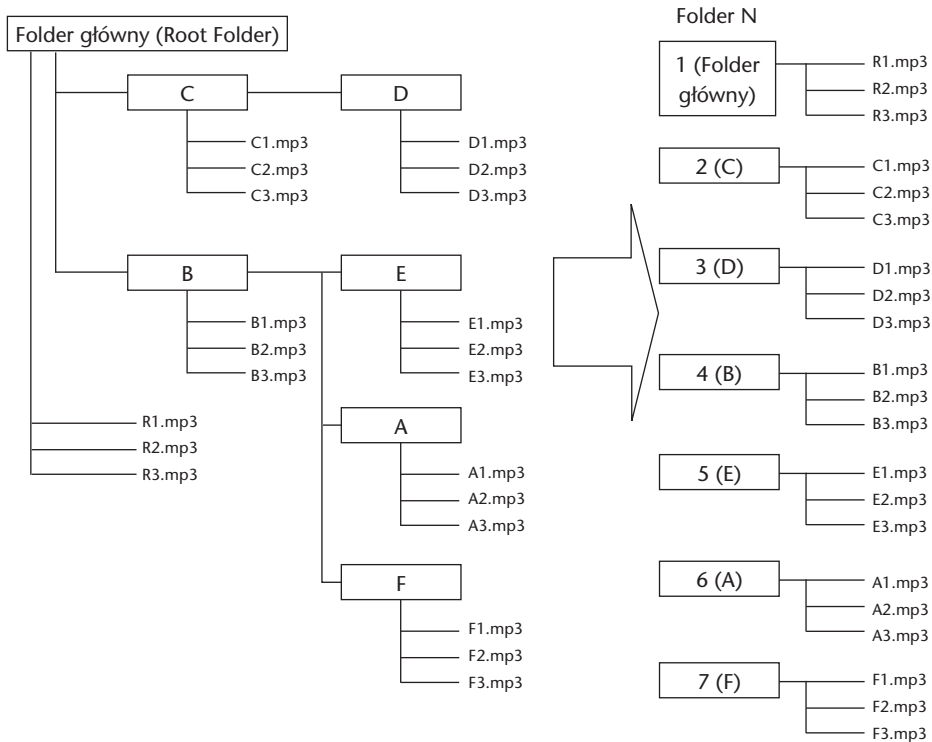 Folder główny (Root Folder)
C
C1.mp3
C2.mp3
C3.mp3
D
D1.mp3
D2.mp3
D3.mp3
B
B1.mp3
B2.mp3
B3.mp3
E
E1.mp3
E2.mp3
E3.mp3
A
A1.mp3
A2.mp3
A3.mp3
F
F1.mp3
F2.mp3
F3.mp3
R1.mp3
R2.mp3
R3.mp3
Folder N
1 (Folder
główny)
R1.mp3
R2.mp3
R3.mp3
2 (C)
C1.mp3
C2.mp3
C3.mp3
3 (D)
D1.mp3
D2.mp3
D3.mp3
4 (B)
B1.mp3
B2.mp3
B3.mp3
5 (E)
E1.mp3
E2.mp3
E3.mp3
6 (A)
A1.mp3
A2.mp3
A3.mp3
7 (F)
F1.mp3
F2.mp3
F3.mp3